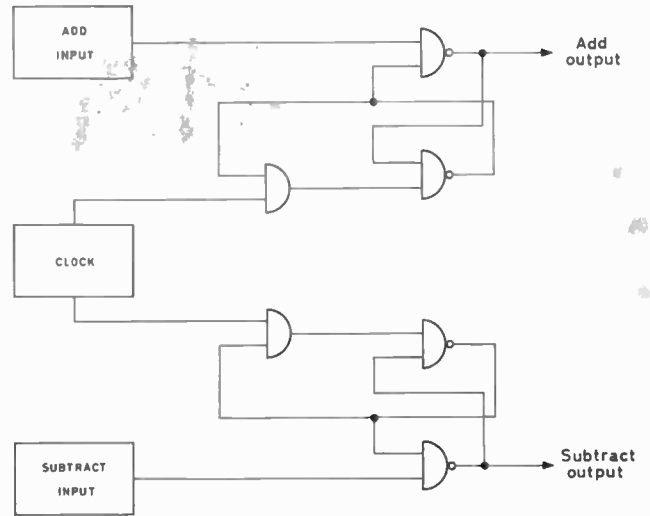 ADD
INPUT
Add
output
CLOCK
SUBTRACT
INPUT
Subtract
output